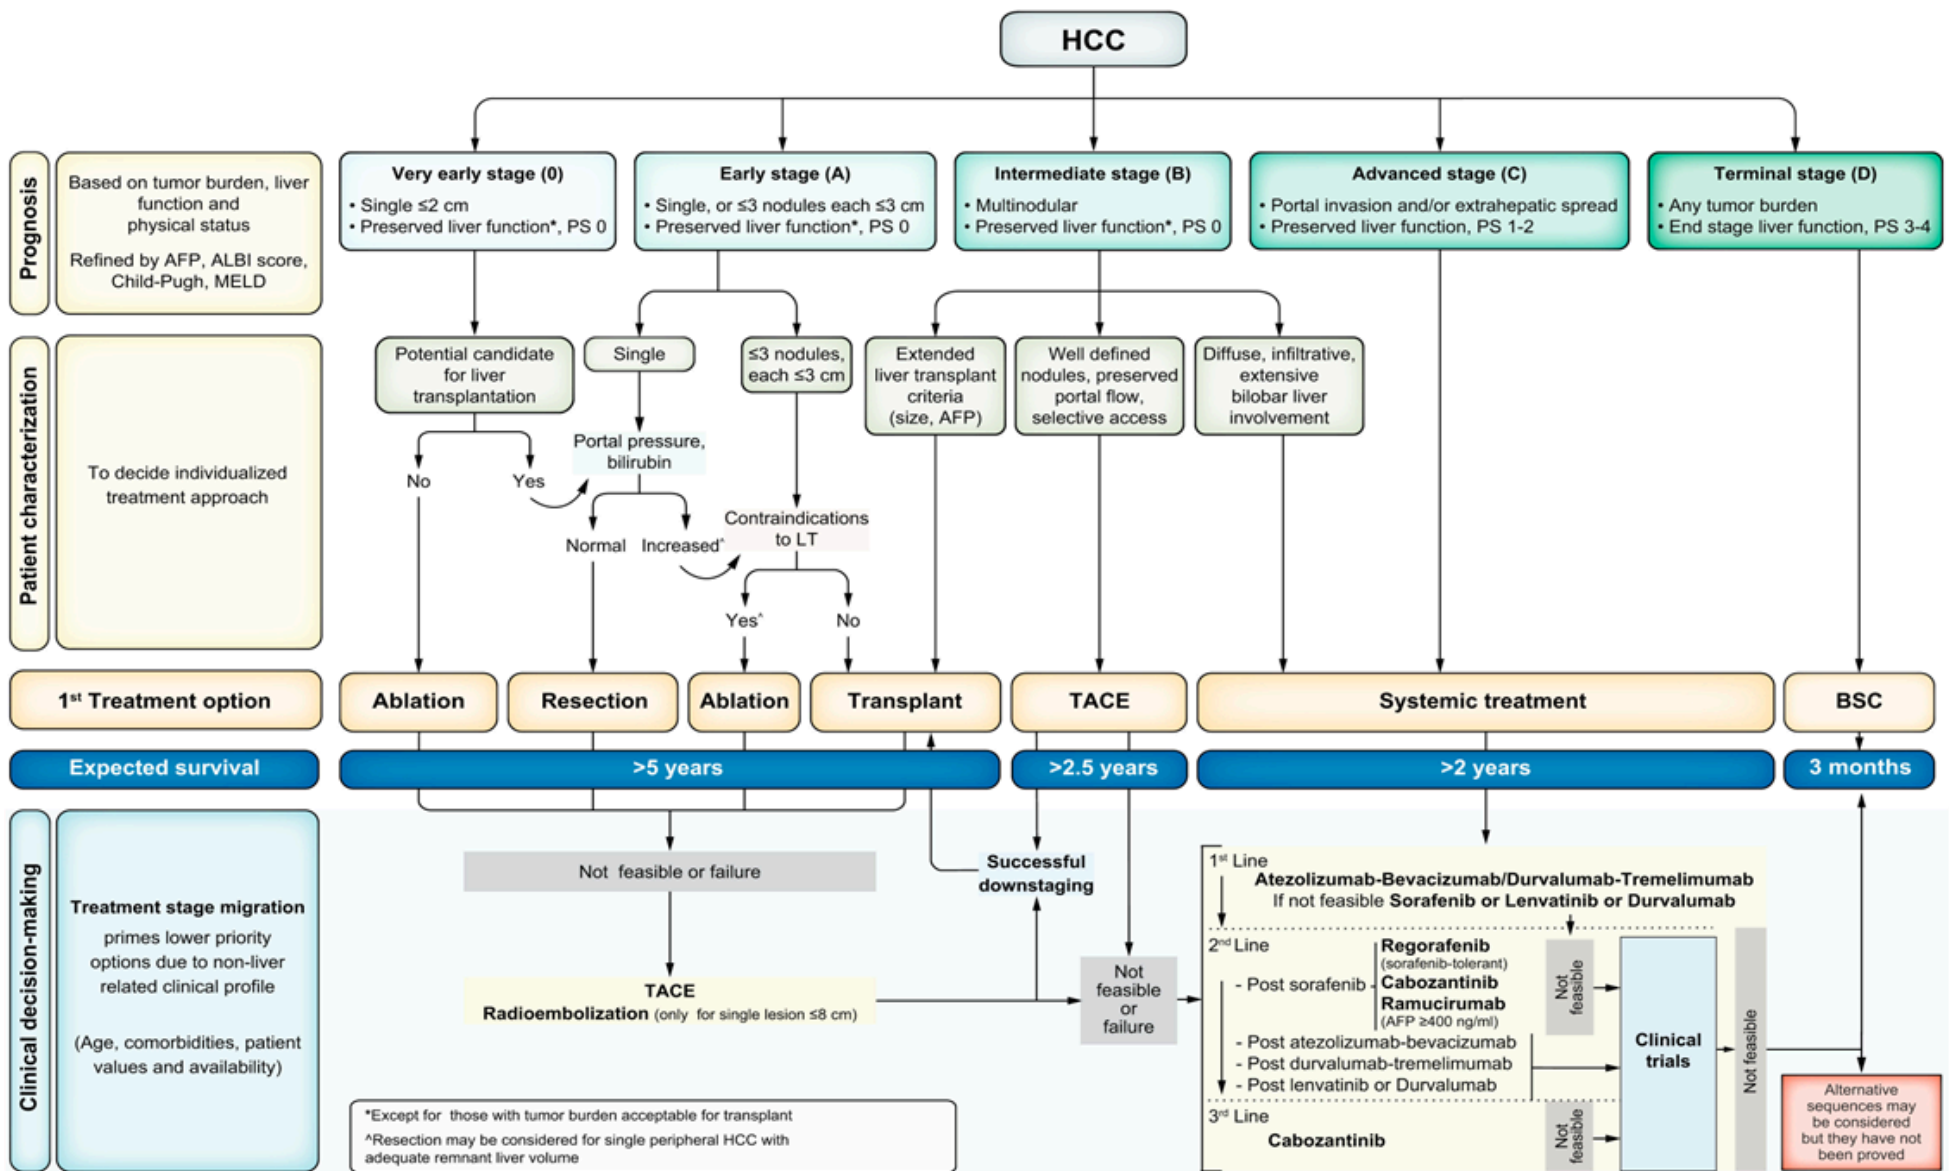 HCC
Prognosis
Based on tumor burden, liver
function and
physical status
Refined by AFP, ALBI score,
Child-Pugh, MELD
Very early stage (0)
• Single ≤2 cm
• Preserved liver function*, PS 0
Early stage (A)
• Single, or ≤3 nodules each ≤3 cm
• Preserved liver function*, PS 0
Intermediate stage (B)
• Multinodular
• Preserved liver function*, PS 0
Advanced stage (C)
• Portal invasion and/or extrahepatic spread
• Preserved liver function, PS 1-2
Terminal stage (D)
• Any tumor burden
• End stage liver function, PS 3-4
Patient characterization
To decide individualized
treatment approach
Potential candidate
for liver
transplantation
No
Yes
Single
Portal pressure,
bilirubin
Normal
Increased^
≤3 nodules,
each ≤3 cm
Contraindications
to LT
Yes^
No
Extended
liver transplant
criteria
(size, AFP)
Well defined
nodules, preserved
portal flow,
selective access
Diffuse, infiltrative,
extensive
bilobar liver
involvement
1st Treatment option
Ablation
Resection
Ablation
Transplant
TACE
Systemic treatment
BSC
Expected survival
>5 years
>2.5 years
>2 years
3 months
Clinical decision-making
Treatment stage migration
primes lower priority
options due to non-liver
related clinical profile
(Age, comorbidities, patient
values and availability)
Not feasible or failure
TACE
Radioembolization (only for single lesion ≤8 cm)
Successful
downstaging
Not
feasible
or
failure
1st Line
Atezolizumab-Bevacizumab/Durvalumab-Tremelimumab
If not feasible Sorafenib or Lenvatinib or Durvalumab
2nd Line
- Post sorafenib
Regorafenib
(sorafenib-tolerant)
Cabozantinib
Ramucirumab
(AFP ≥400 ng/ml)
Not
feasible
- Post atezolizumab-bevacizumab
- Post durvalumab-tremelimumab
- Post lenvatinib or Durvalumab
3rd Line
Cabozantinib
Not
feasible
Clinical
trials
Not feasible
Alternative
sequences may
be considered
but they have not
been proved
*Except for those with tumor burden acceptable for transplant
^Resection may be considered for single peripheral HCC with
adequate remnant liver volume